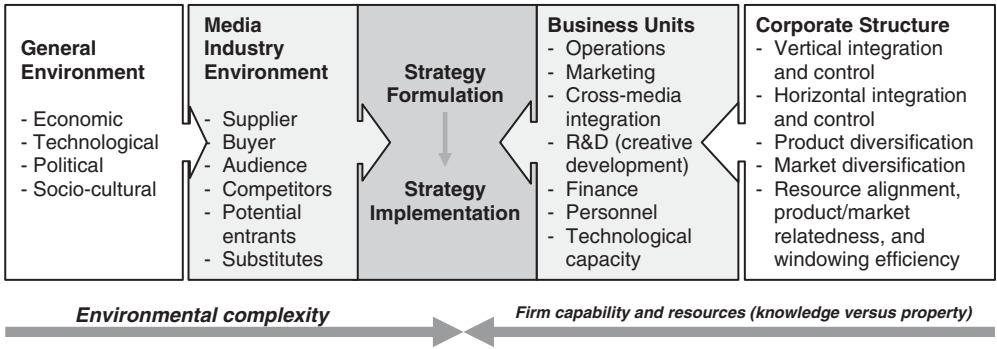 General
Environment
- Economic
- Technological
- Political
- Socio-cultural
Media
Industry
Environment
- Supplier
- Buyer
- Audience
- Competitors
- Potential
entrants
- Substitutes
Strategy
Formulation
Strategy
Implementation
Business Units
- Operations
- Marketing
- Cross-media
integration
- R&D (creative
development)
- Finance
- Personnel
- Technological
capacity
Corporate Structure
- Vertical integration
and control
- Horizontal integration
and control
- Product diversification
- Market diversification
- Resource alignment,
product/market
relatedness, and
windowing efficiency
Environmental complexity
Firm capability and resources (knowledge versus property)